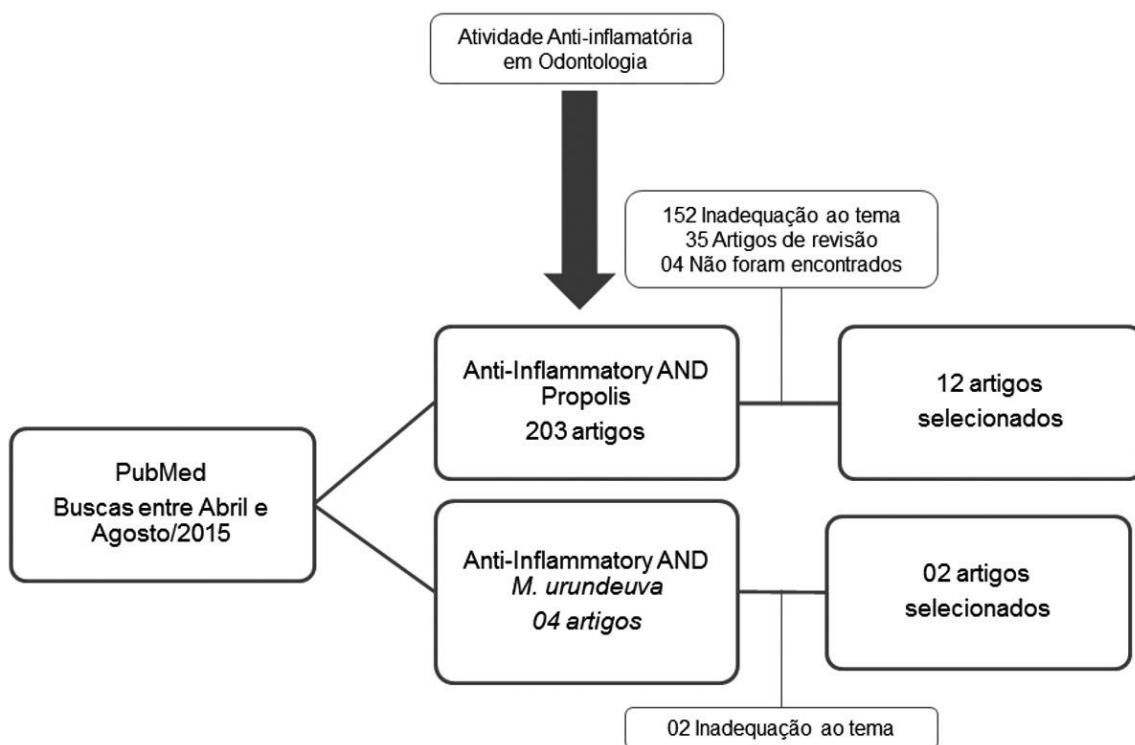 Atividade Anti-inflamatória
em Odontologia
152 Inadequação ao tema
35 Artigos de revisão
04 Não foram encontrados
Anti-Inflammatory AND
Propolis
203 artigos
12 artigos
selecionados
PubMed
Buscas entre Abril e
Agosto/2015
Anti-Inflammatory AND
M. urundeuva
04 artigos
02 artigos
selecionados
02 Inadequação ao tema